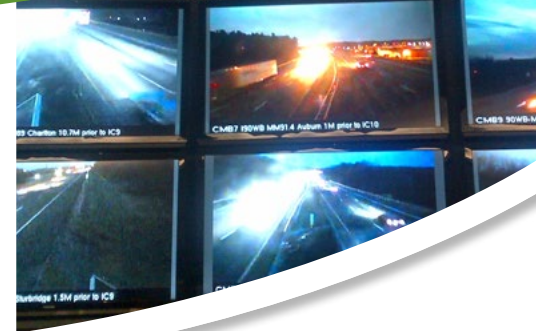 89 Charlton 10.7M prior to IC9
CMB7 I90WB MM91.4 Auburn 1M prior to IC10
CMB9 90WB-M
Sturbridge 1.5M prior to IC9